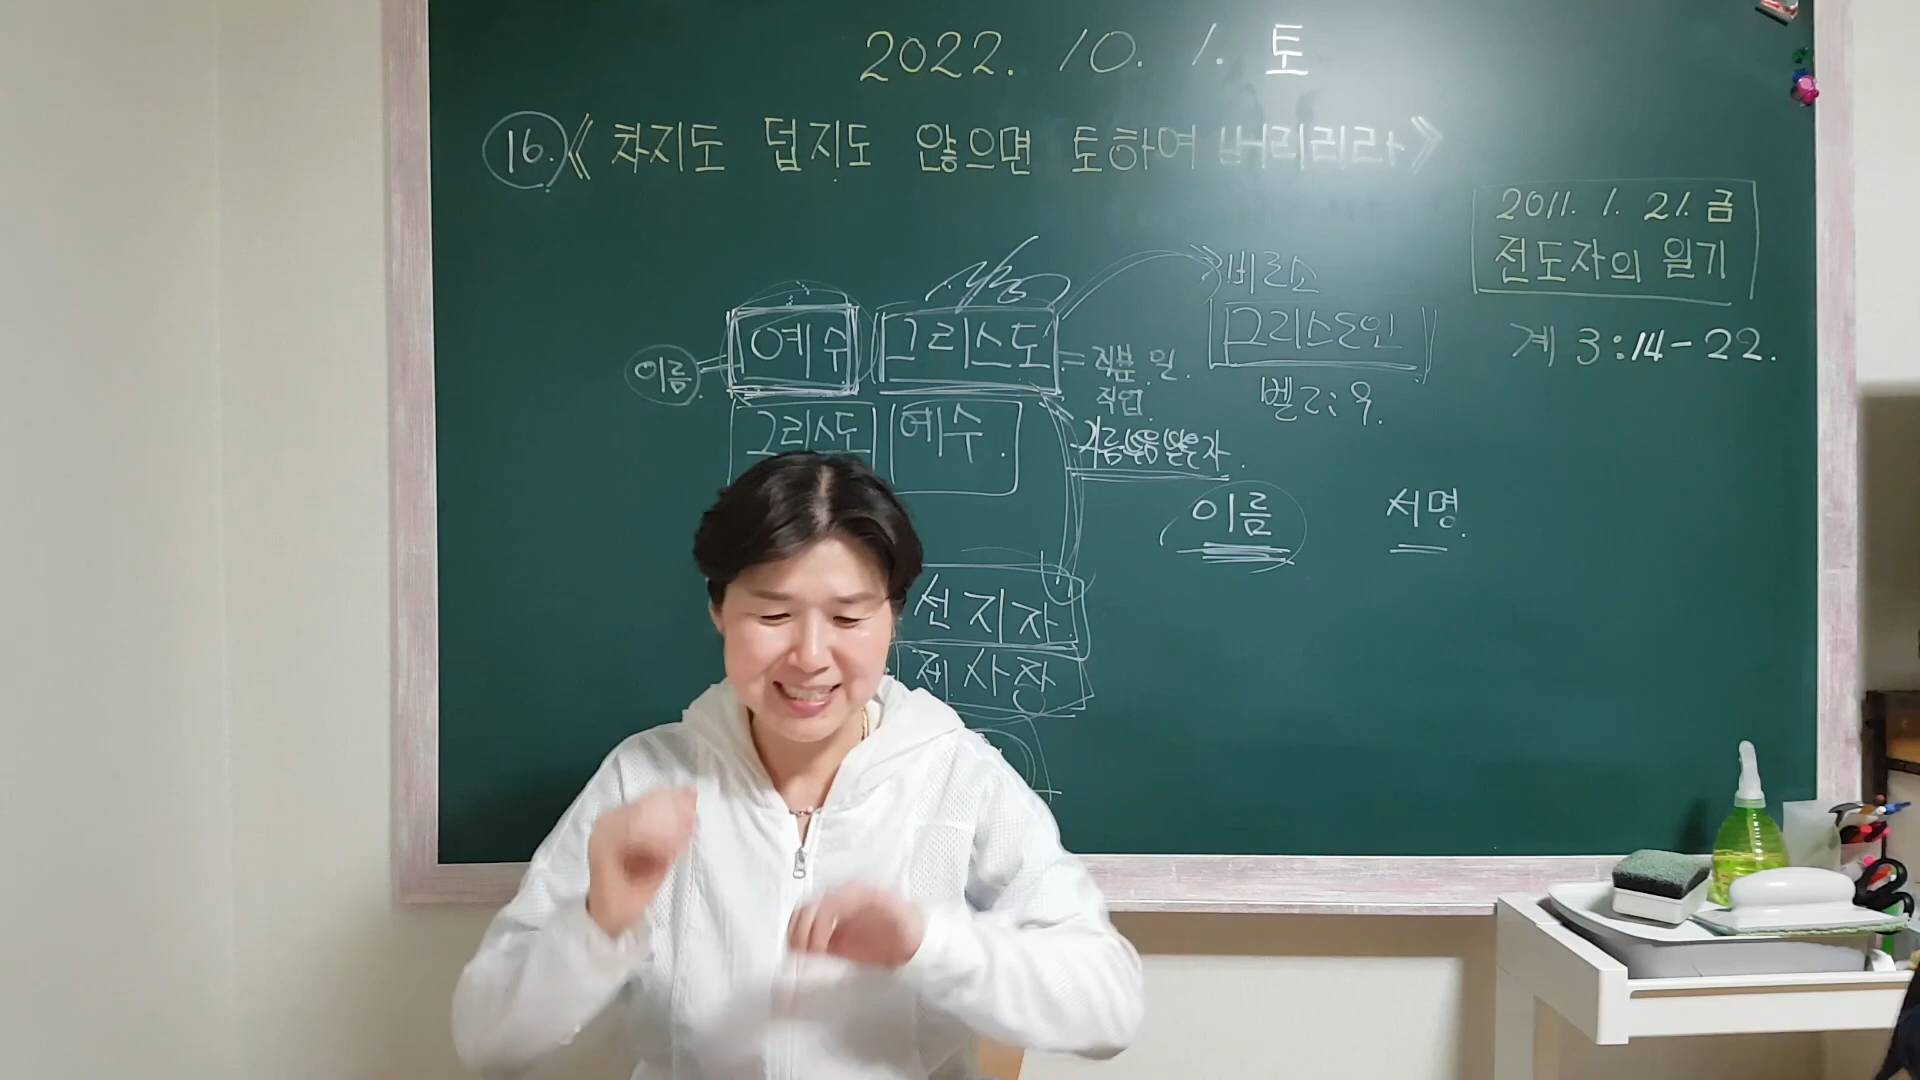 2022. 10. 1. 토
16. 《차지도 덥지도 않으면 토하여 버리리라》
2011. 1. 21. 금
전도자의 일기
계 3:14-22.
비로소
그리스도인
벧2:9.
이름 예수 그리스도 = 직분. 일.
직업.
그리스도 예수.
기름부음받은자.
이름 서명.
선지자.
제사장